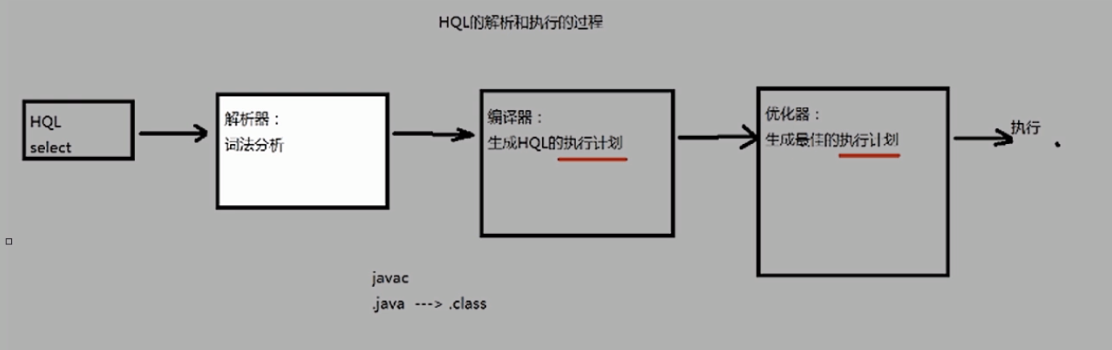 HQL的解析和执行的过程
HQL
select
解析器：
词法分析
编译器：
生成HQL的执行计划
优化器：
生成最佳的执行计划
执行
javac
.java ---> .class